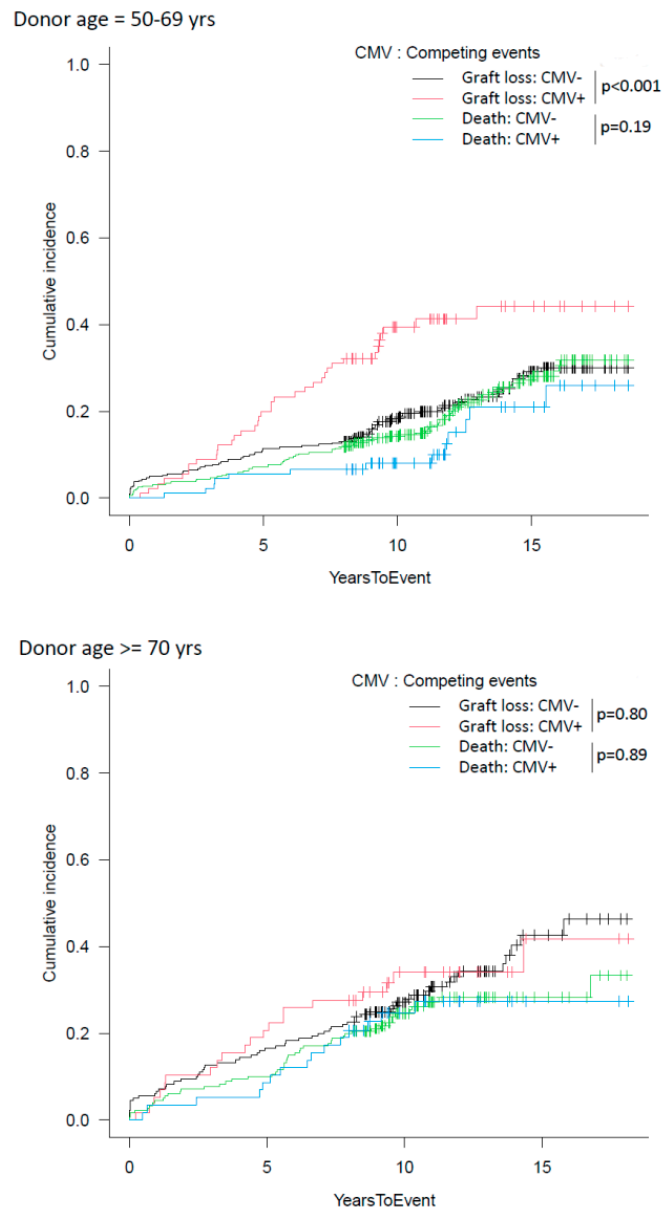 Donor age = 50-69 yrs
CMV : Competing events
Graft loss: CMV-
Graft loss: CMV+
p<0.001
Death: CMV-
Death: CMV+
p=0.19
1.0
0.8
0.6
0.4
0.2
0.0
Cumulative incidence
0 5 10 15
YearsToEvent
Donor age >= 70 yrs
CMV : Competing events
Graft loss: CMV-
Graft loss: CMV+
p=0.80
Death: CMV-
Death: CMV+
p=0.89
1.0
0.8
0.6
0.4
0.2
0.0
Cumulative incidence
0 5 10 15
YearsToEvent